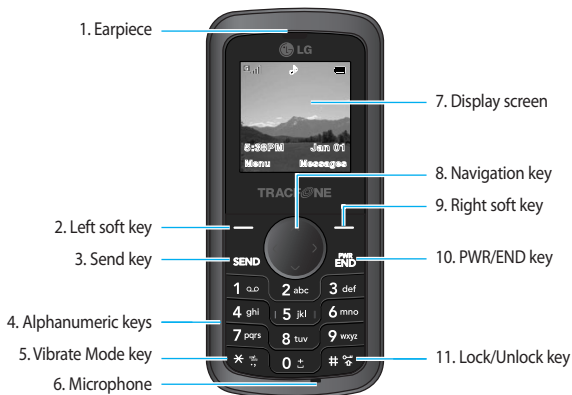 1. Earpiece
LG
5:38PM Jan 01
Menu Messages
TRACFONE
7. Display screen
8. Navigation key
9. Right soft key
2. Left soft key
3. Send key
10. PWR/END key
SEND
PWR
END
1
2 abc
3 def
4 ghi
5 jkl
6 mno
7 pqrs
8 tuv
9 wxyz
*
0
#
4. Alphanumeric keys
5. Vibrate Mode key
6. Microphone
11. Lock/Unlock key